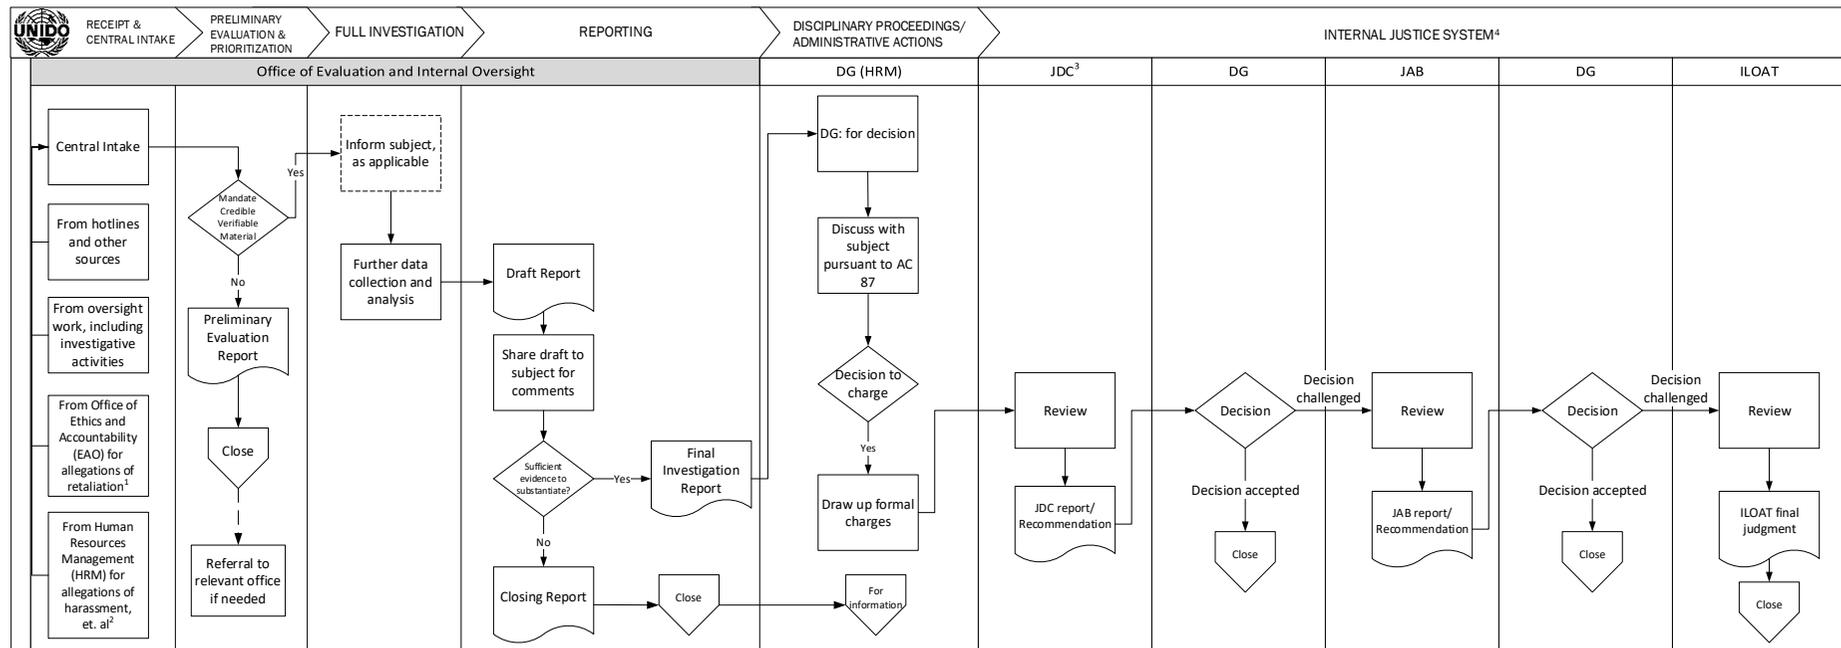 UNIDO
RECEIPT &
CENTRAL INTAKE
PRELIMINARY
EVALUATION &
PRIORITIZATION
FULL INVESTIGATION
REPORTING
DISCIPLINARY PROCEEDINGS/
ADMINISTRATIVE ACTIONS
INTERNAL JUSTICE SYSTEM⁴
Office of Evaluation and Internal Oversight
DG (HRM)
JDC³
DG
JAB
DG
ILOAT
Central Intake
From hotlines
and other
sources
From oversight
work, including
investigative
activities
From Office of
Ethics and
Accountability
(EAO) for
allegations of
retaliation¹
From Human
Resources
Management
(HRM) for
allegations of
harassment,
et. al²
Mandate
Credible
Verifiable
Material
Yes
No
Preliminary
Evaluation
Report
Close
Referral to
relevant office
if needed
Inform subject,
as applicable
Further data
collection and
analysis
Draft Report
Share draft to
subject for
comments
Sufficient
evidence to
substantiate?
Yes
No
Final
Investigation
Report
Closing Report
Close
DG: for decision
Discuss with
subject
pursuant to AC
87
Decision to
charge
Yes
Draw up formal
charges
For
information
Review
JDC report/
Recommendation
Decision
Decision
challenged
Decision accepted
Close
Review
JAB report/
Recommendation
Decision
Decision
challenged
Decision accepted
Close
Review
ILOAT final
judgment
Close